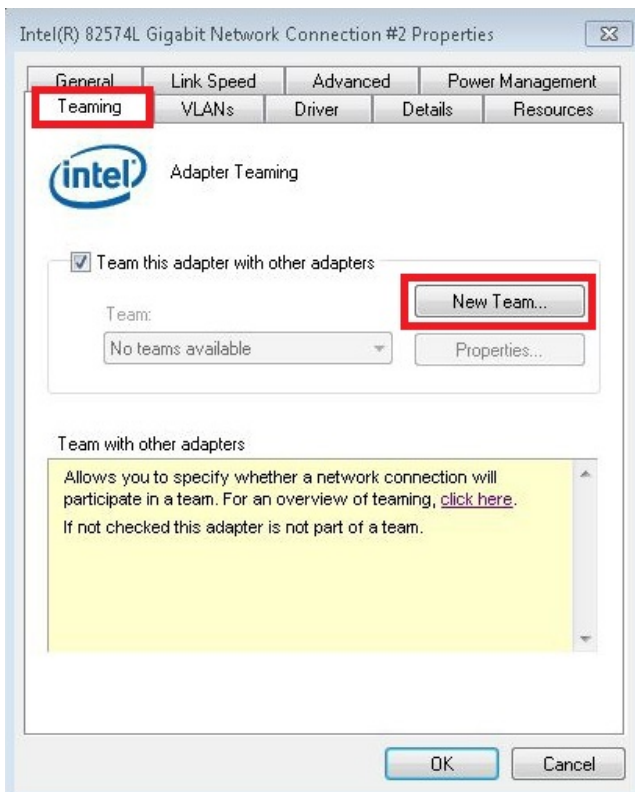 Intel(R) 82574L Gigabit Network Connection #2 Properties
General Link Speed Advanced Power Management
Teaming VLANs Driver Details Resources
intel Adapter Teaming
Team this adapter with other adapters
New Team...
Team:
No teams available Properties...
Team with other adapters
Allows you to specify whether a network connection will
participate in a team. For an overview of teaming, click here.
If not checked this adapter is not part of a team.
OK Cancel